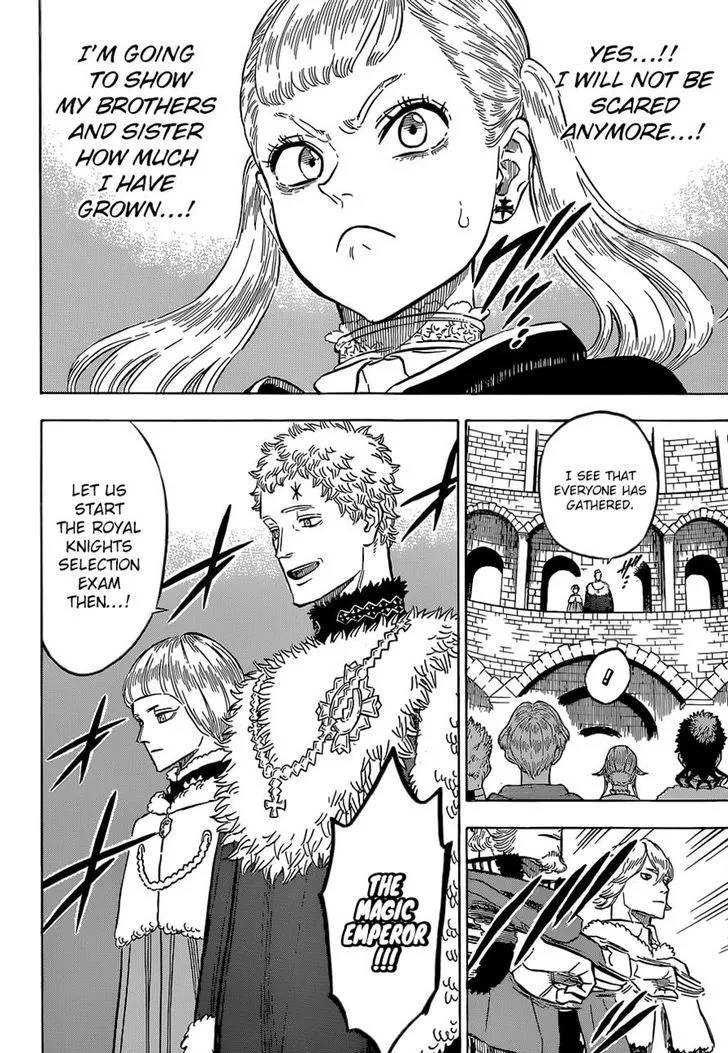 YES...!!
I WILL NOT BE
SCARED
ANYMORE...!
I'M GOING
TO SHOW
MY BROTHERS
AND SISTER
HOW MUCH
I HAVE
GROWN...!
I SEE THAT
EVERYONE HAS
GATHERED.
!
LET US
START
THE ROYAL
KNIGHTS
SELECTION
EXAM
THEN...!
THE
MAGIC
EMPEROR
!!!